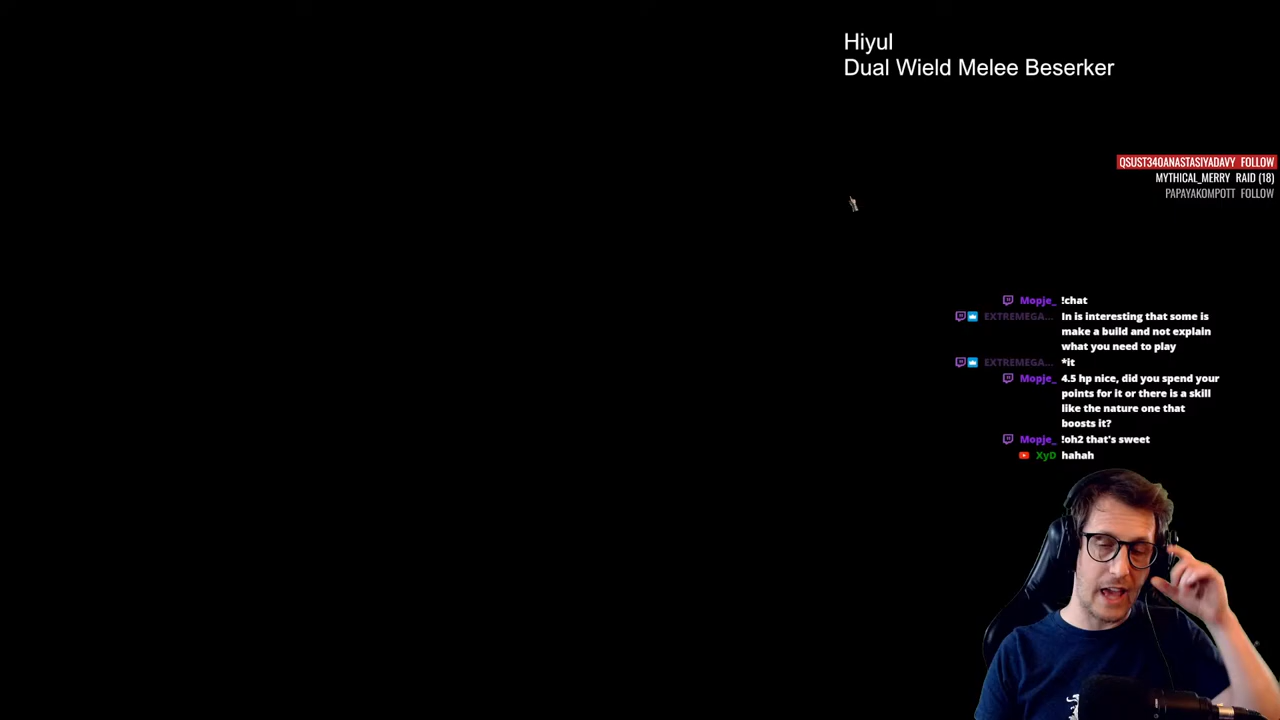 Hiyul
Dual Wield Melee Beserker
QSUST340ANASTASIYADAVY FOLLOW
MYTHICAL_MERRY RAID (18)
PAPAYAKOMPOTT FOLLOW
Mopje_ !chat
EXTREMEGA... In is interesting that some is
make a build and not explain
what you need to play
EXTREMEGA... *it
Mopje_ 4.5 hp nice, did you spend your
points for it or there is a skill
like the nature one that
boosts it?
Mopje_ !oh2 that's sweet
XyD hahah